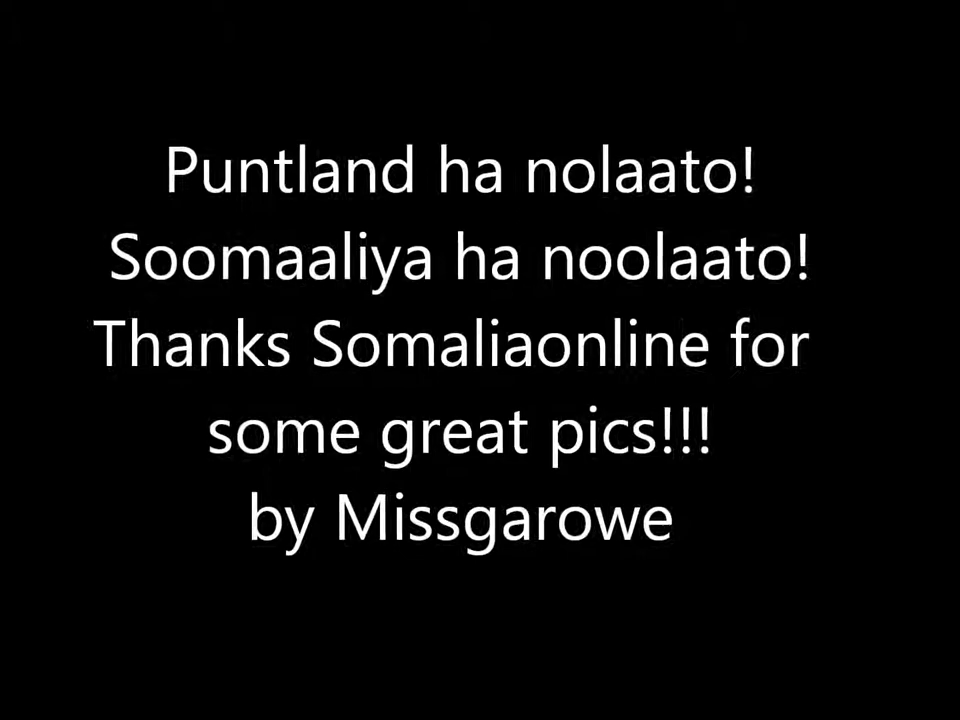 Puntland ha nolaato!
Soomaaliya ha noolaato!
Thanks Somaliaonline for
some great pics!!!
by Missgarowe